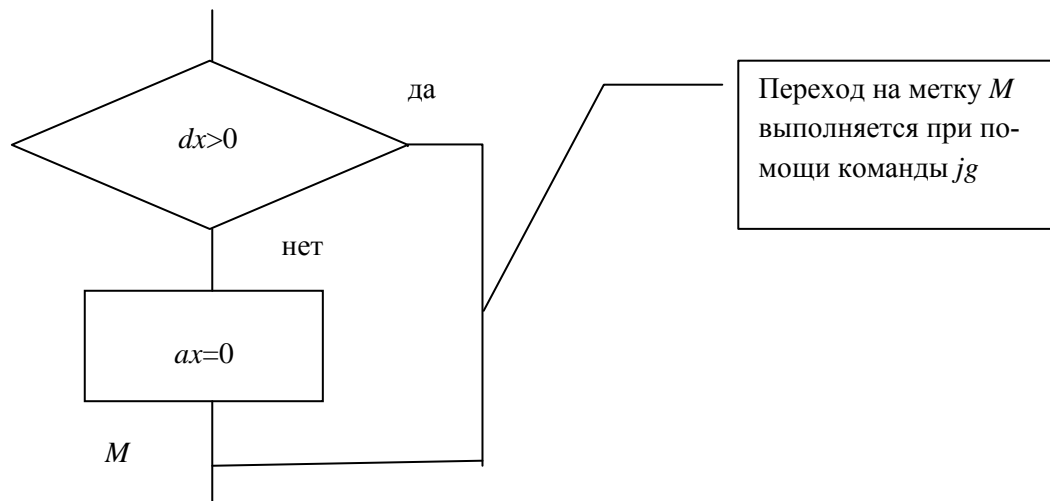 да
dx>0
нет
ax=0
M
Переход на метку M
выполняется при по-
мощи команды jg